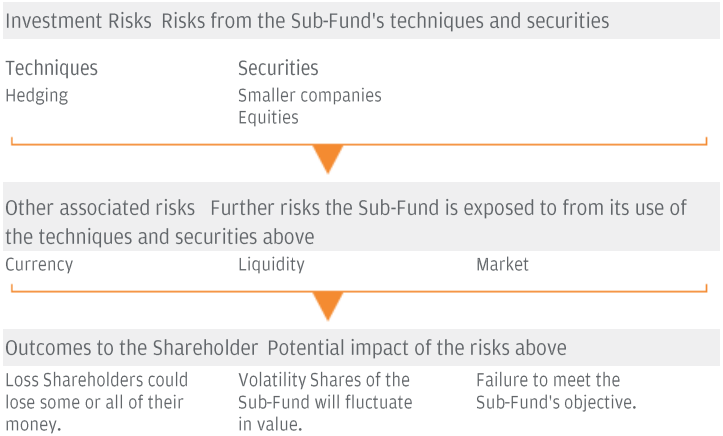 Investment Risks Risks from the Sub-Fund's techniques and securities
Techniques
Hedging
Securities
Smaller companies
Equities
Other associated risks Further risks the Sub-Fund is exposed to from its use of
the techniques and securities above
Currency
Liquidity
Market
Outcomes to the Shareholder Potential impact of the risks above
Loss Shareholders could
lose some or all of their
money.
Volatility Shares of the
Sub-Fund will fluctuate
in value.
Failure to meet the
Sub-Fund's objective.